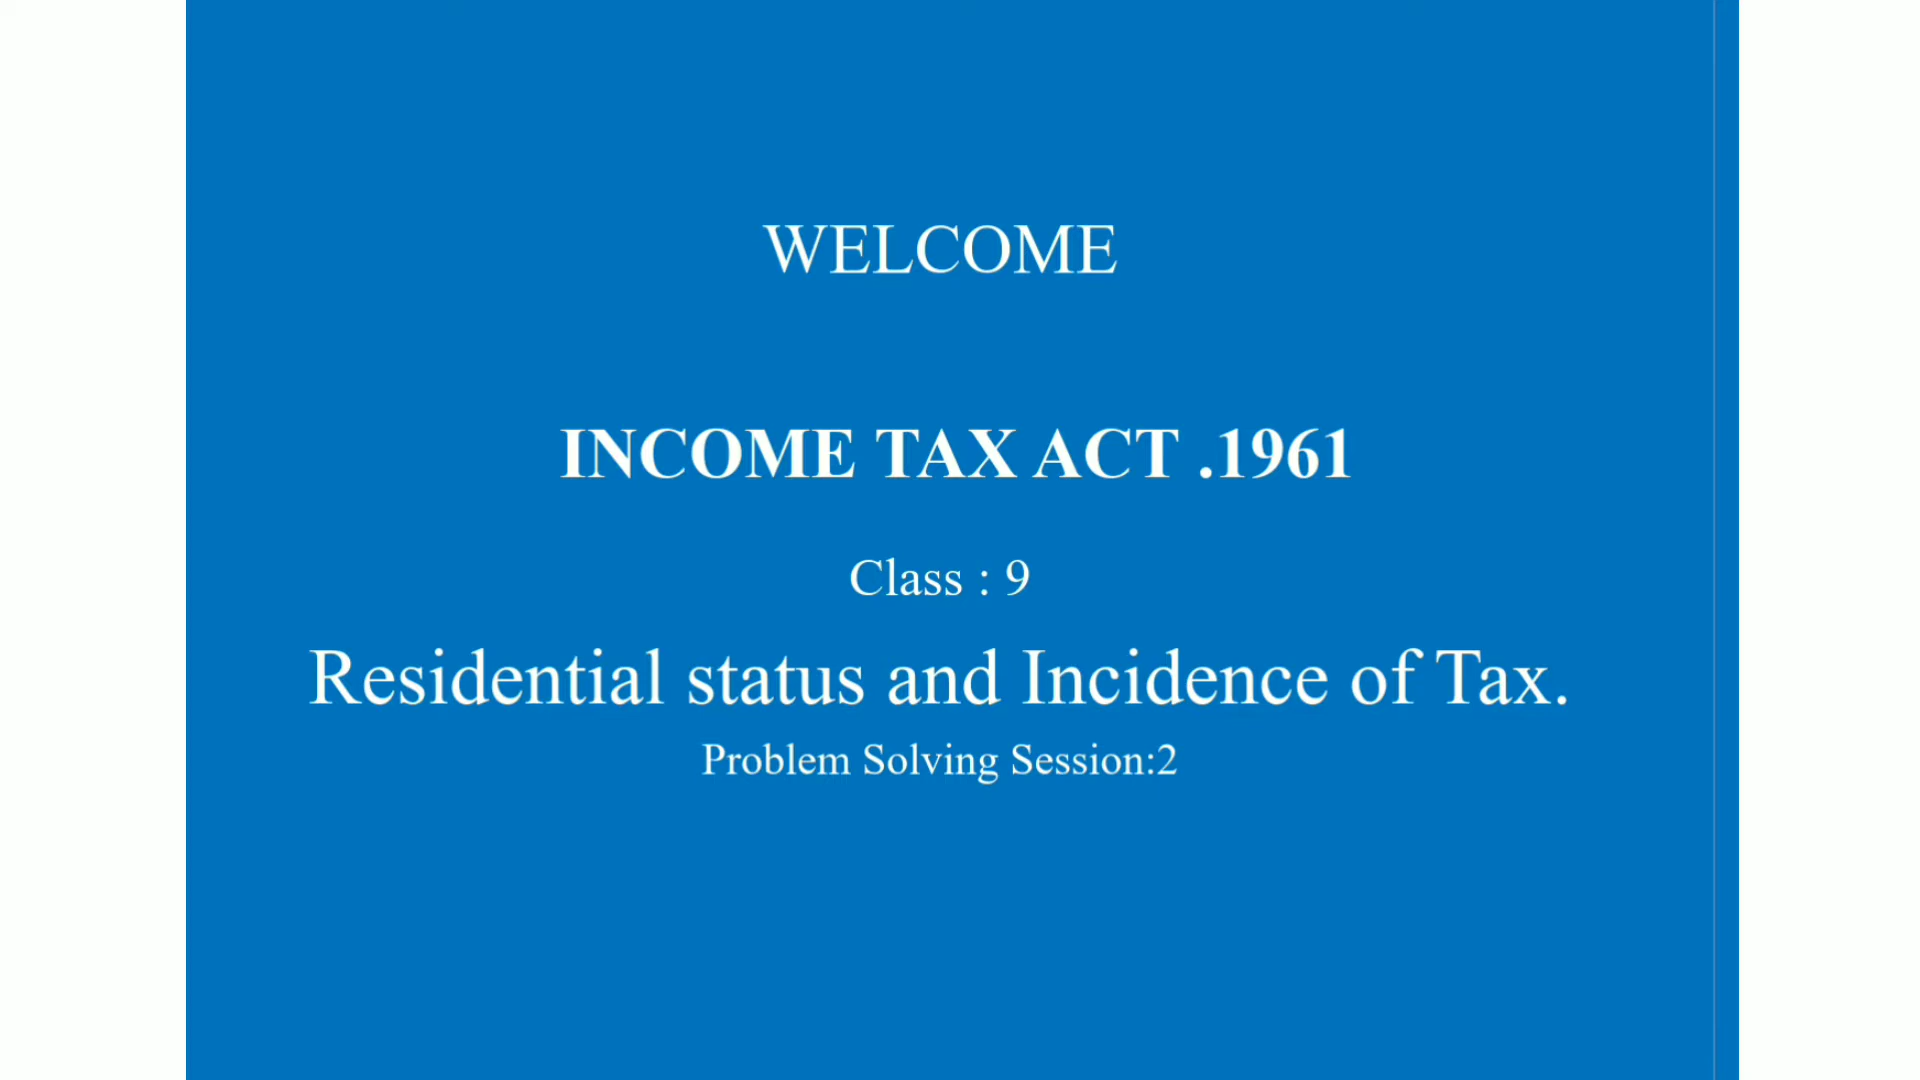 WELCOME
INCOME TAX ACT .1961
Class : 9
Residential status and Incidence of Tax.
Problem Solving Session:2